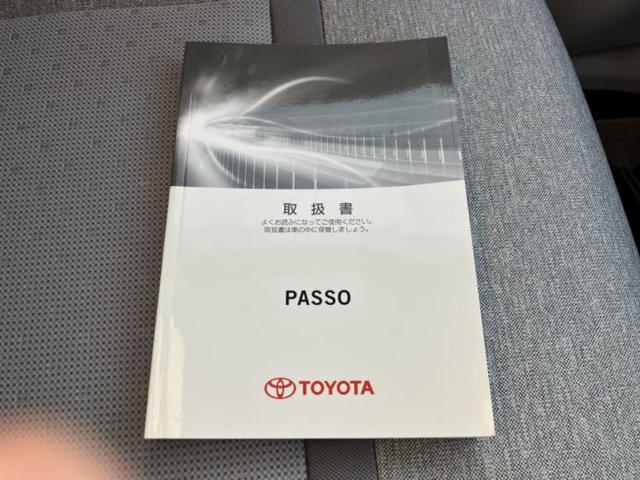 取扱書
よくお読みになってご使用ください。
取扱書は車の中に保管しましょう。
PASSO
TOYOTA